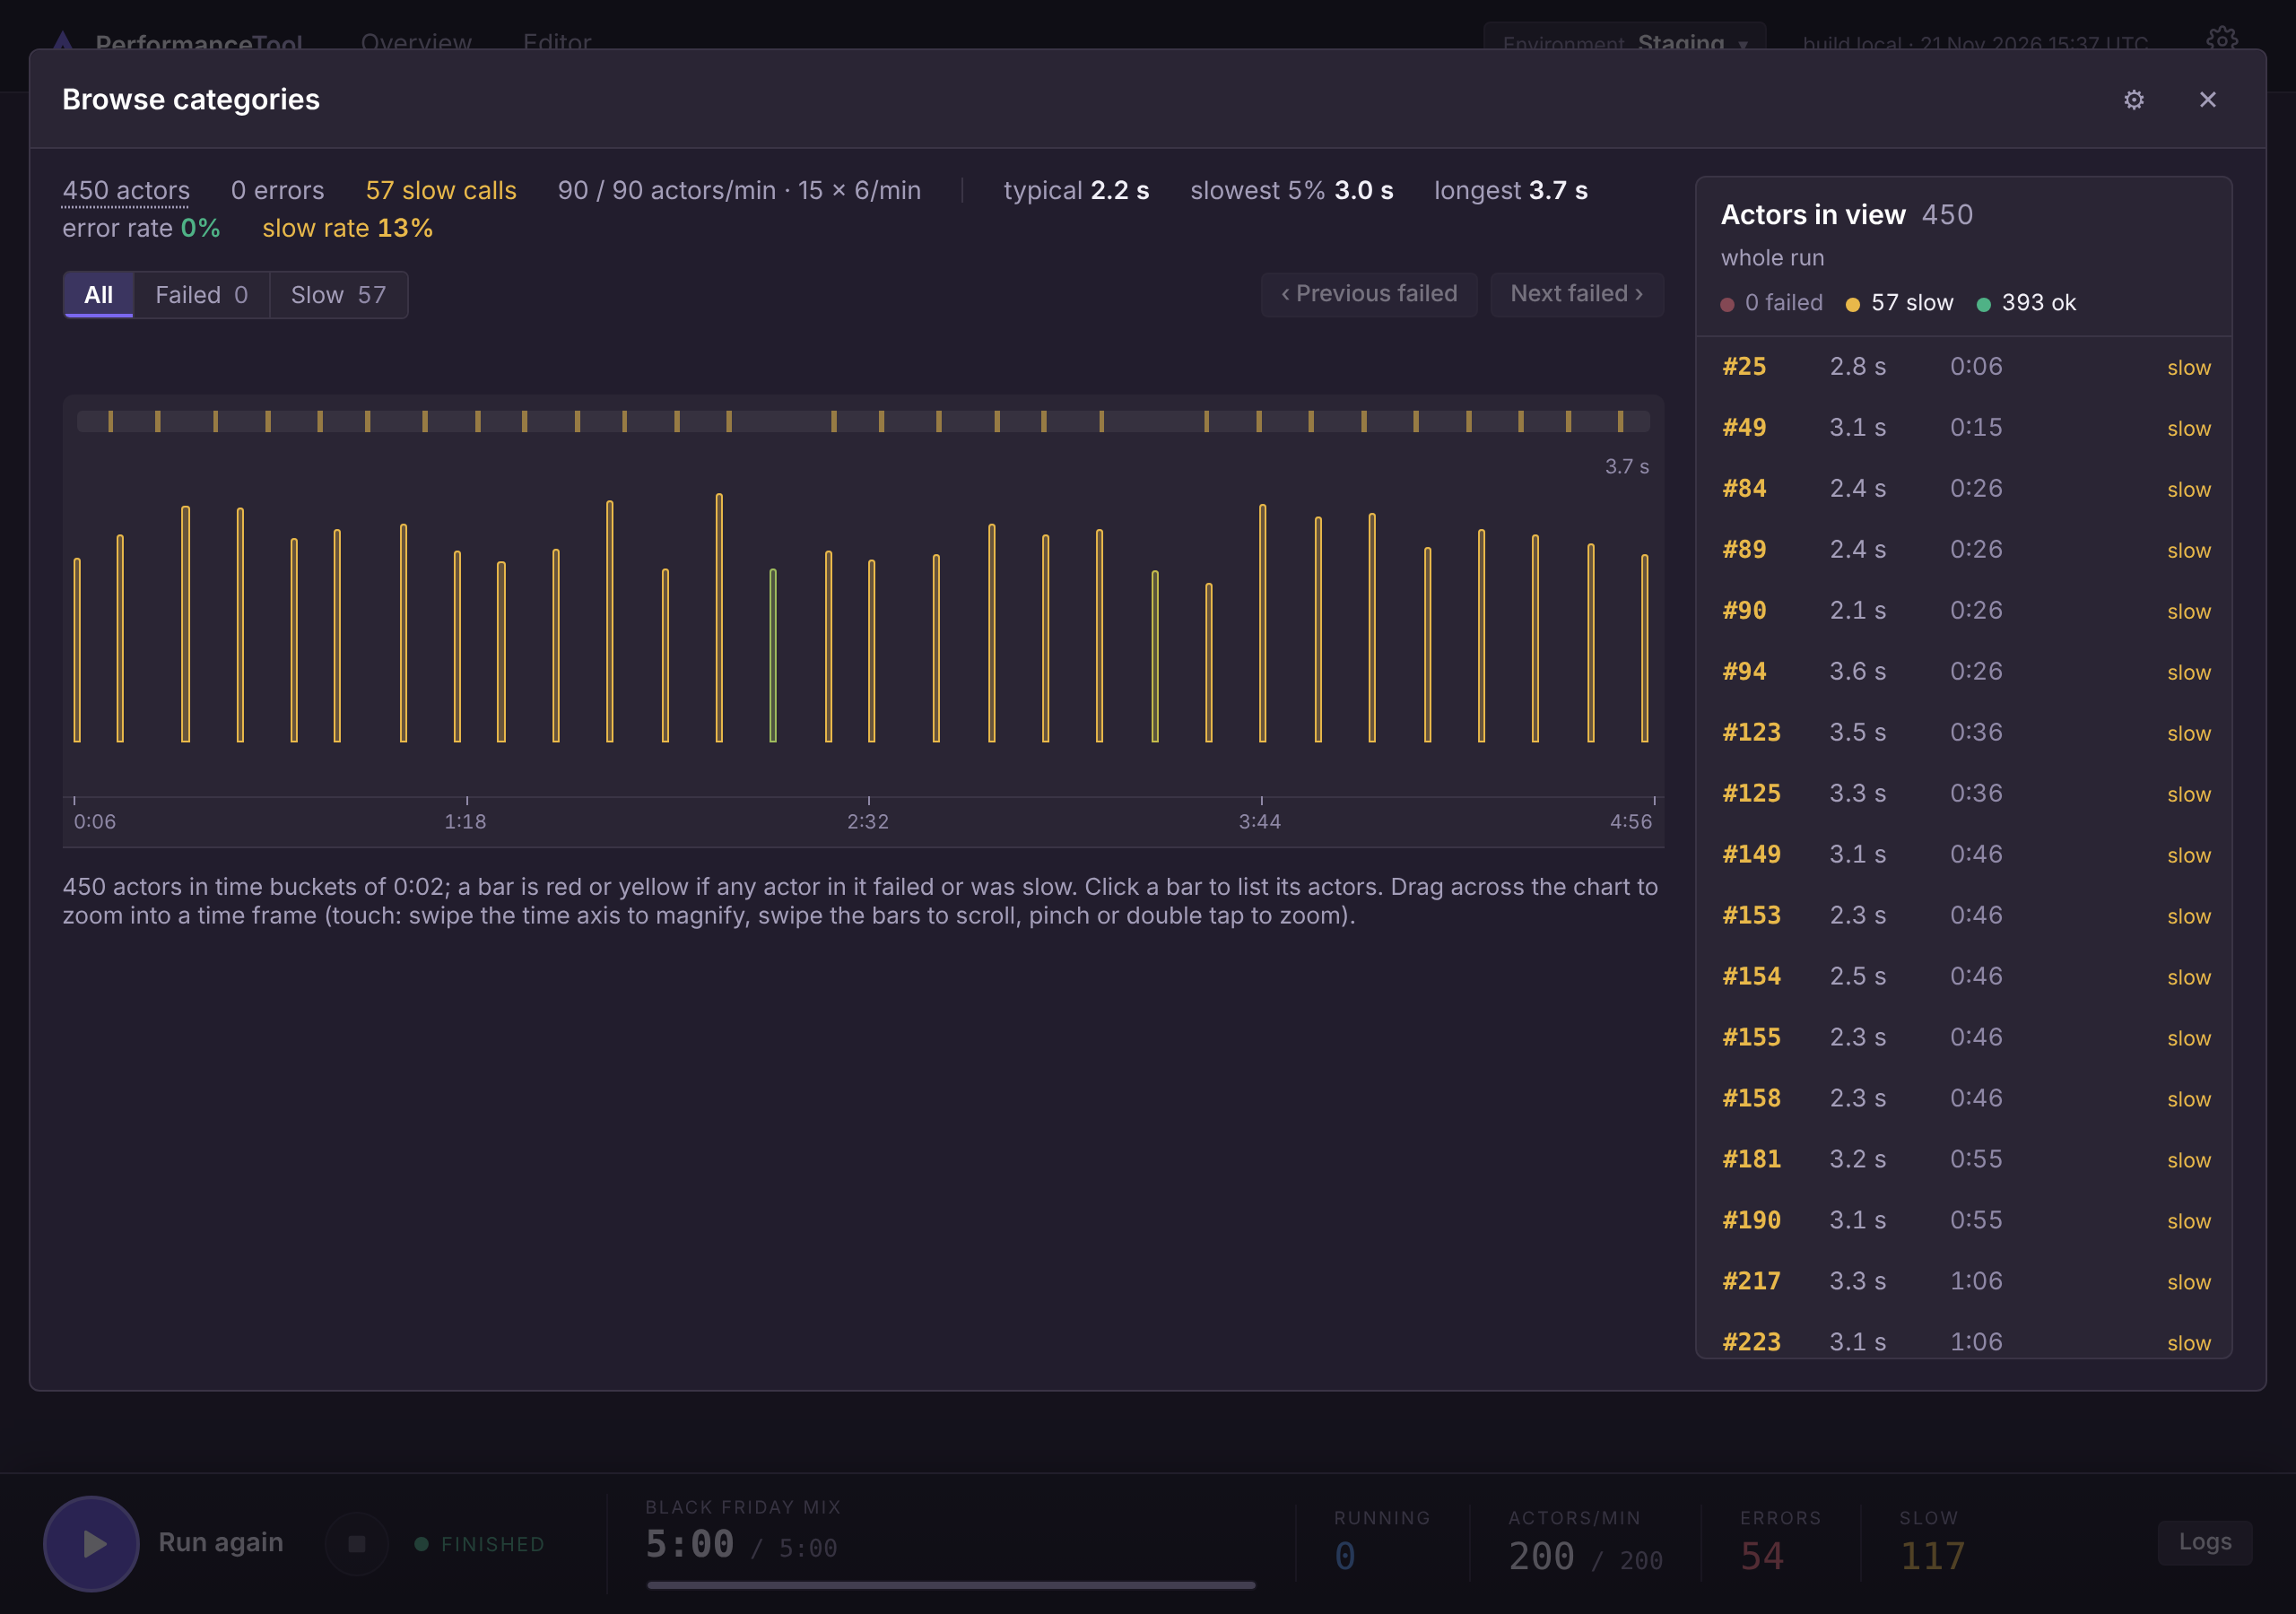 PerformanceTool Overview Editor Environment Staging ▾ build local · 21 Nov 2026 15:37 UTC
Browse categories
450 actors 0 errors 57 slow calls 90 / 90 actors/min · 15 × 6/min typical 2.2 s slowest 5% 3.0 s longest 3.7 s
error rate 0% slow rate 13%
All Failed 0 Slow 57 ‹ Previous failed Next failed ›
3.7 s
0:06 1:18 2:32 3:44 4:56
450 actors in time buckets of 0:02; a bar is red or yellow if any actor in it failed or was slow. Click a bar to list its actors. Drag across the chart to
zoom into a time frame (touch: swipe the time axis to magnify, swipe the bars to scroll, pinch or double tap to zoom).
Actors in view 450
whole run
0 failed 57 slow 393 ok
#25 2.8 s 0:06 slow
#49 3.1 s 0:15 slow
#84 2.4 s 0:26 slow
#89 2.4 s 0:26 slow
#90 2.1 s 0:26 slow
#94 3.6 s 0:26 slow
#123 3.5 s 0:36 slow
#125 3.3 s 0:36 slow
#149 3.1 s 0:46 slow
#153 2.3 s 0:46 slow
#154 2.5 s 0:46 slow
#155 2.3 s 0:46 slow
#158 2.3 s 0:46 slow
#181 3.2 s 0:55 slow
#190 3.1 s 0:55 slow
#217 3.3 s 1:06 slow
#223 3.1 s 1:06 slow
Run again
FINISHED
BLACK FRIDAY MIX
5:00 / 5:00
RUNNING
0
ACTORS/MIN
200 / 200
ERRORS
54
SLOW
117
Logs